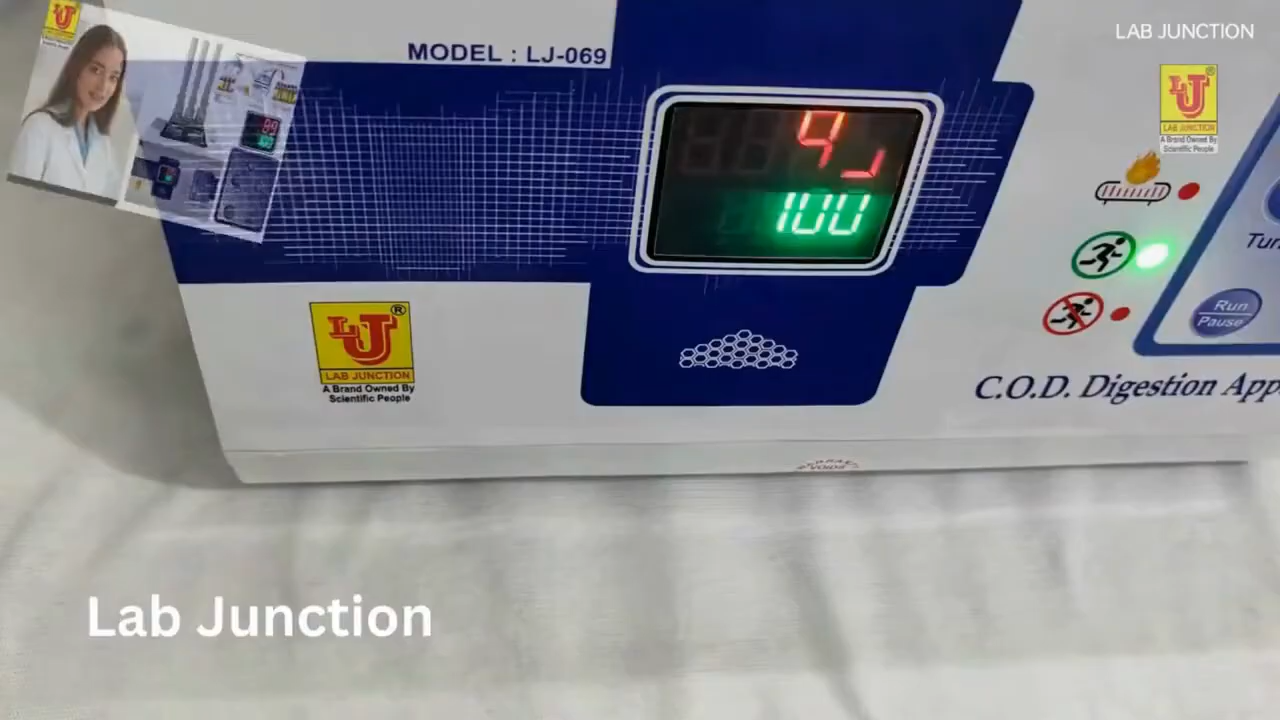 LAB JUNCTION
MODEL : LJ-069
LJ®
LAB JUNCTION
A Brand Owned By
Scientific People
100
Run
Pause
C.O.D. Digestion App
LJ®
LAB JUNCTION
A Brand Owned By
Scientific People
Lab Junction